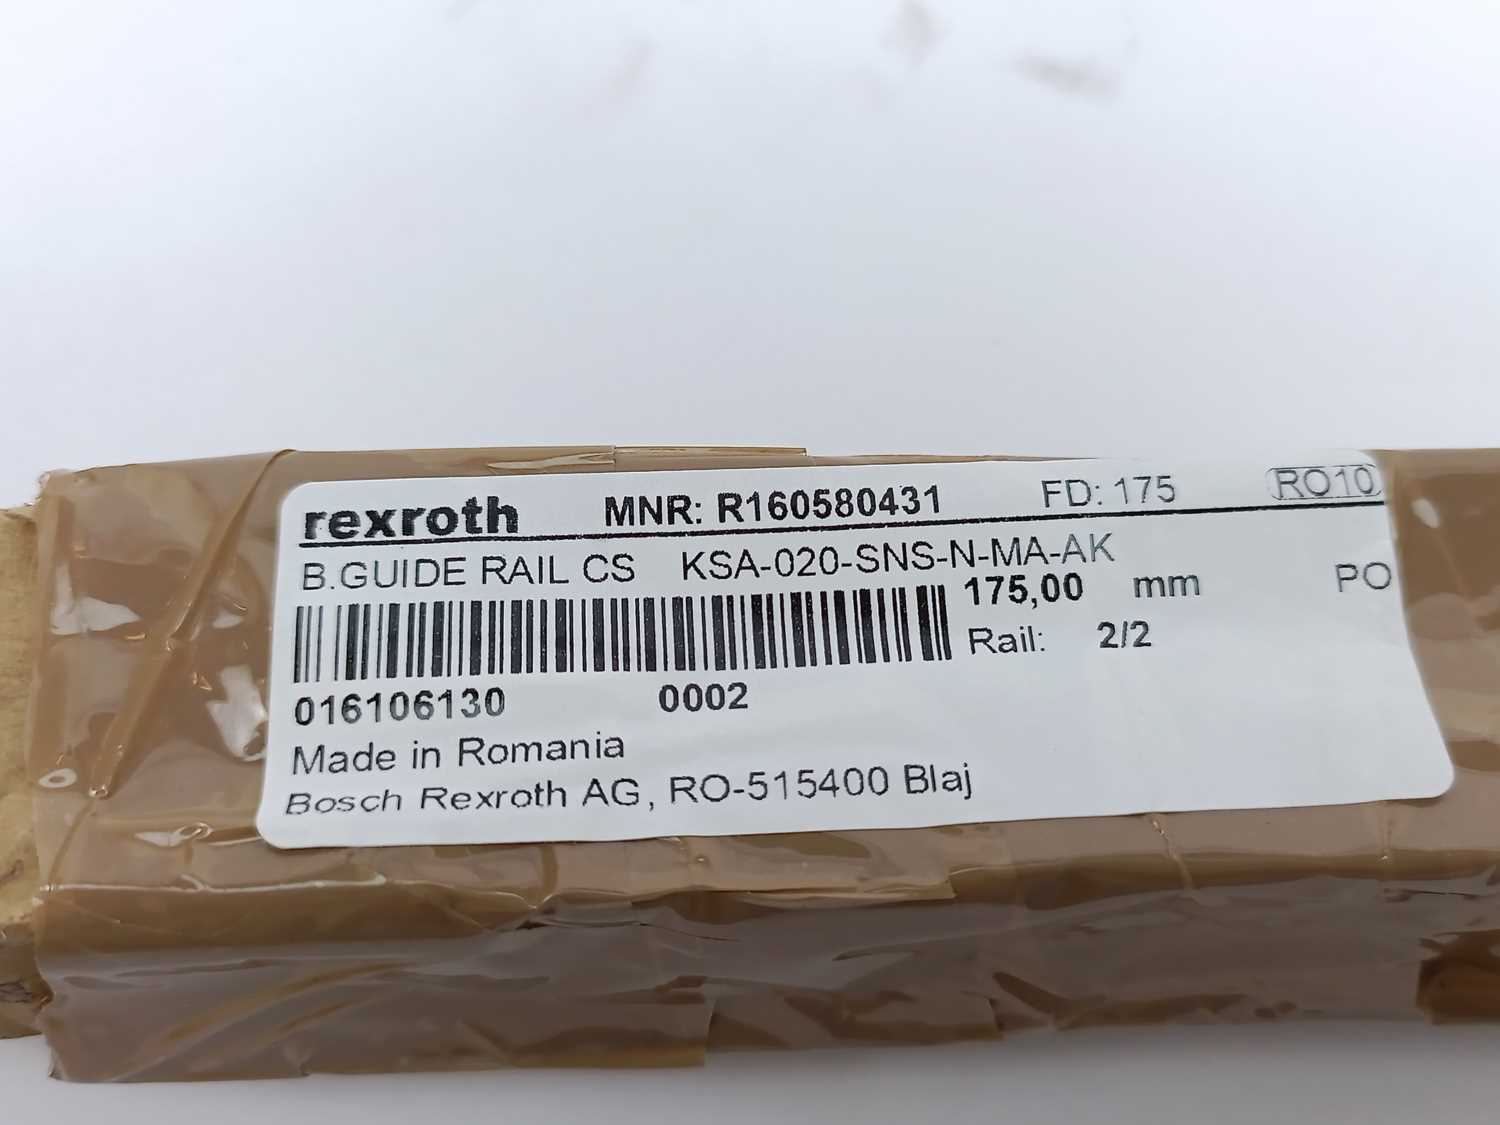 rexroth MNR: R160580431 FD: 175 RO10
B.GUIDE RAIL CS KSA-020-SNS-N-MA-AK
175,00 mm PO
Rail: 2/2
016106130 0002
Made in Romania
Bosch Rexroth AG, RO-515400 Blaj